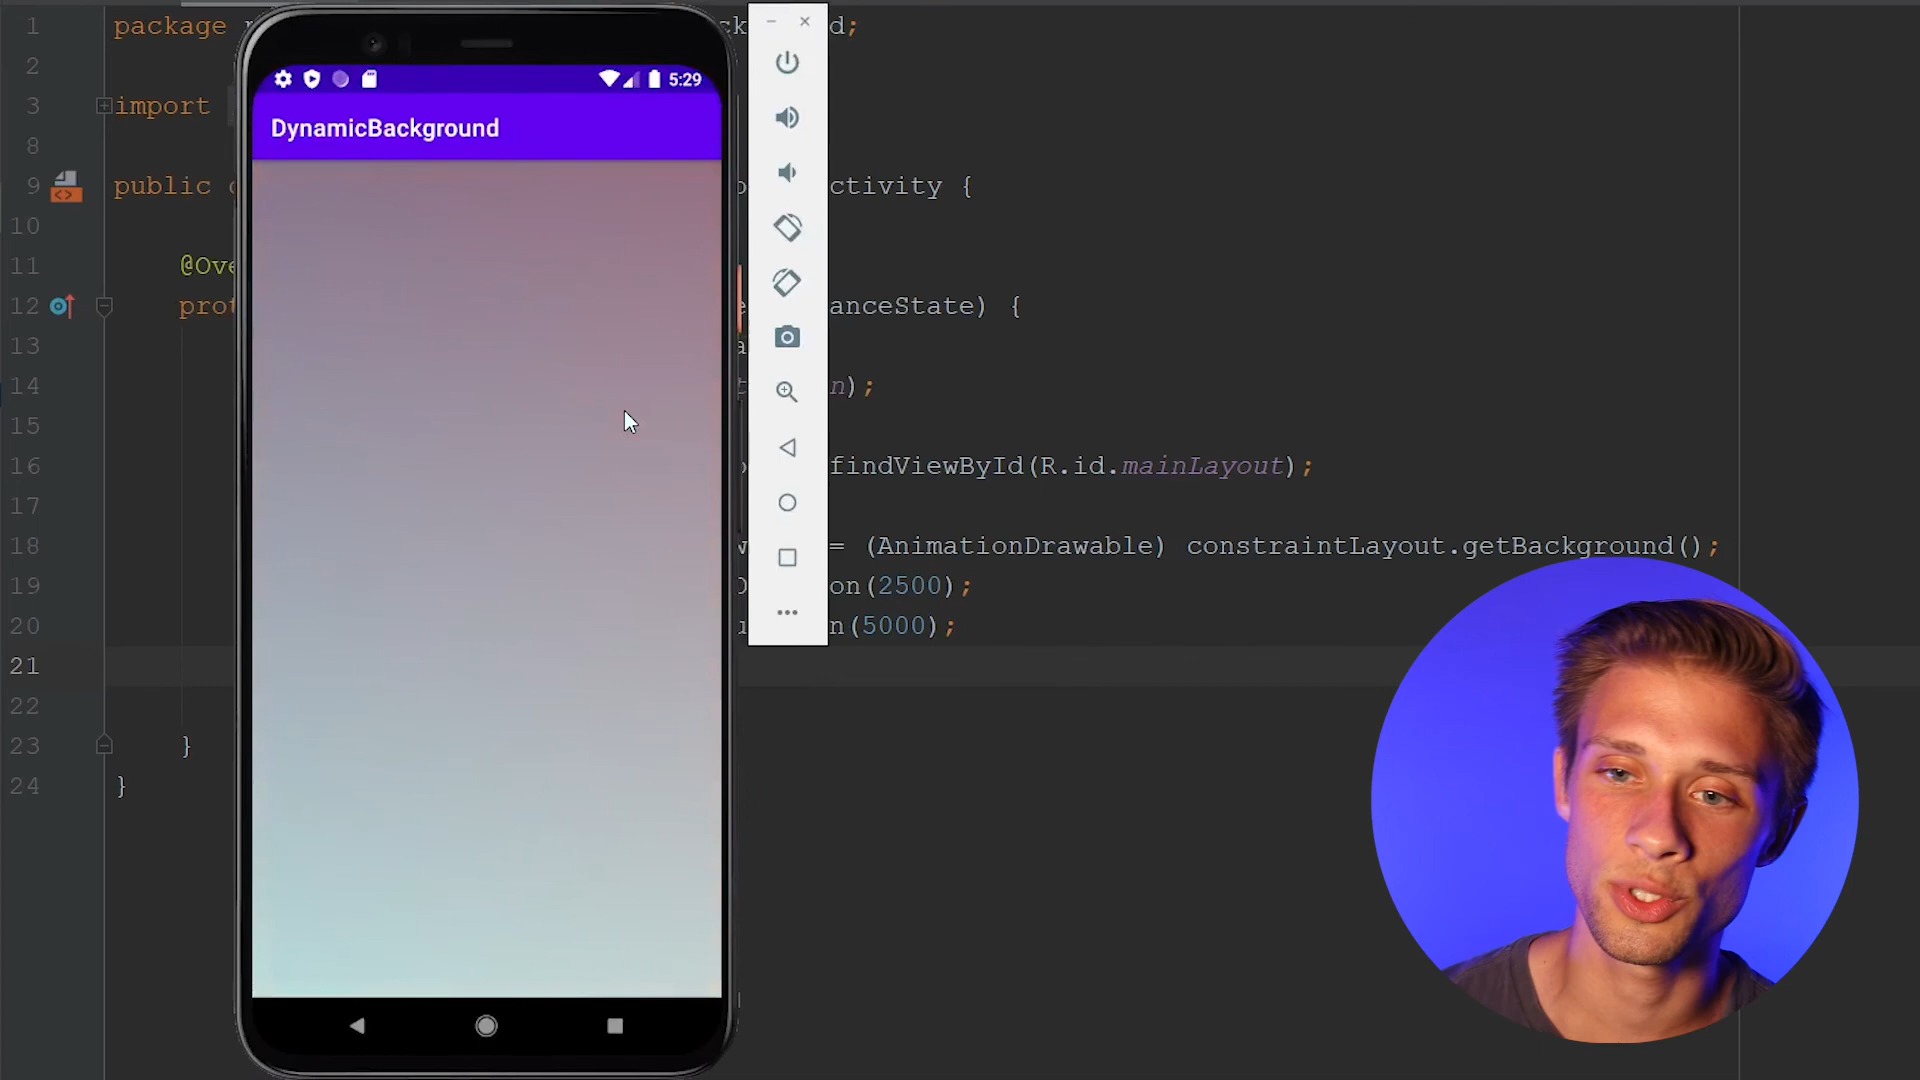 1 package
d;
2
3 import
8
9 public
ctivity {
10
11 @Ove
12 prot
anceState) {
13
14
n);
15
16
findViewById(R.id.mainLayout);
17
18
= (AnimationDrawable) constraintLayout.getBackground();
19
on(2500);
20
n(5000);
21
22
23 }
24 }
5:29
DynamicBackground